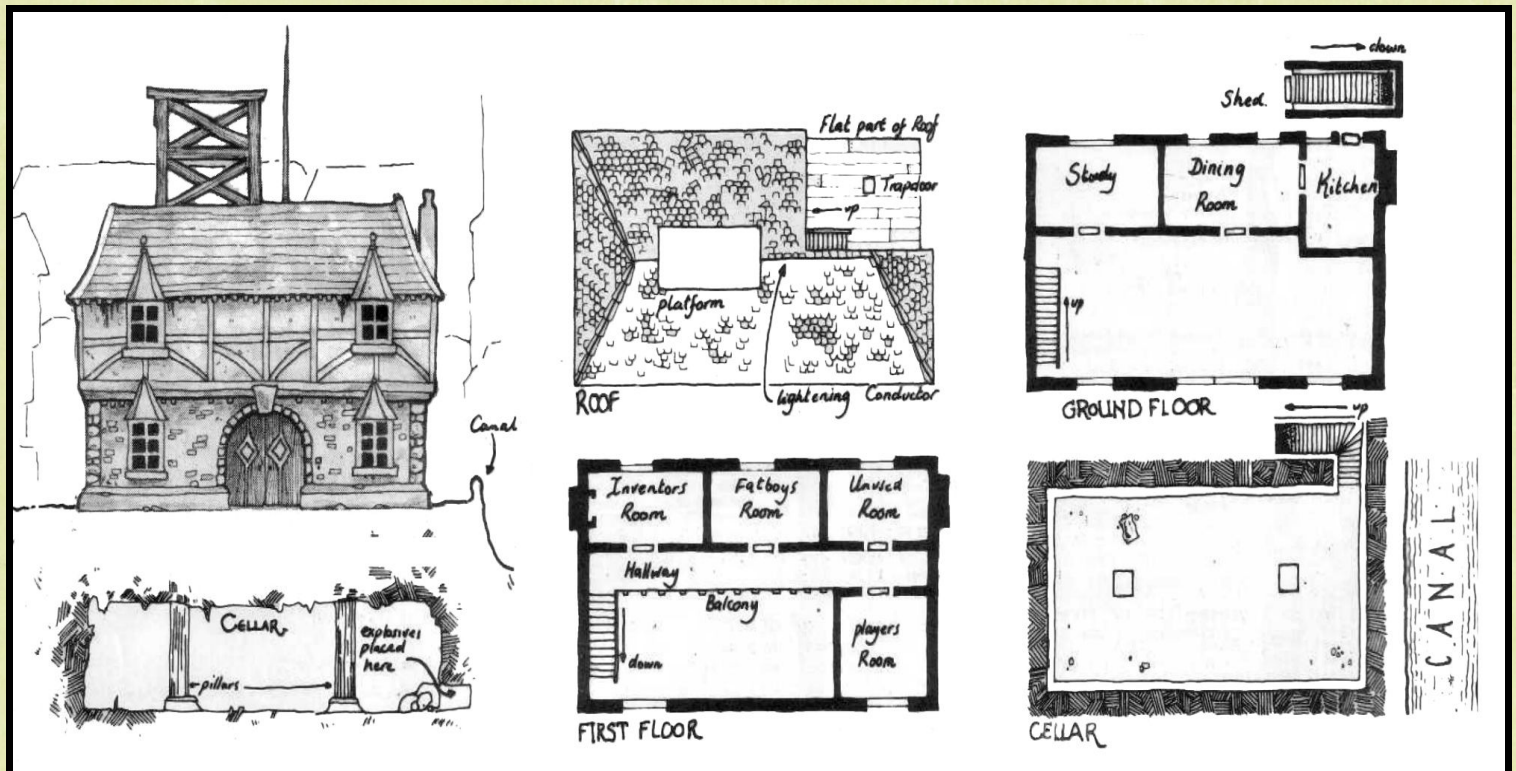 Canal
CELLAR
explosives
placed
here
pillars
Flat part of Roof
Trapdoor
up
platform
lightening Conductor
ROOF
Inventors
Room
Fatboys
Room
Unused
Room
Hallway
Balcony
down
players
Room
FIRST FLOOR
down
Shed.
Study
Dining
Room
Kitchen
up
GROUND FLOOR
up
CANAL
CELLAR